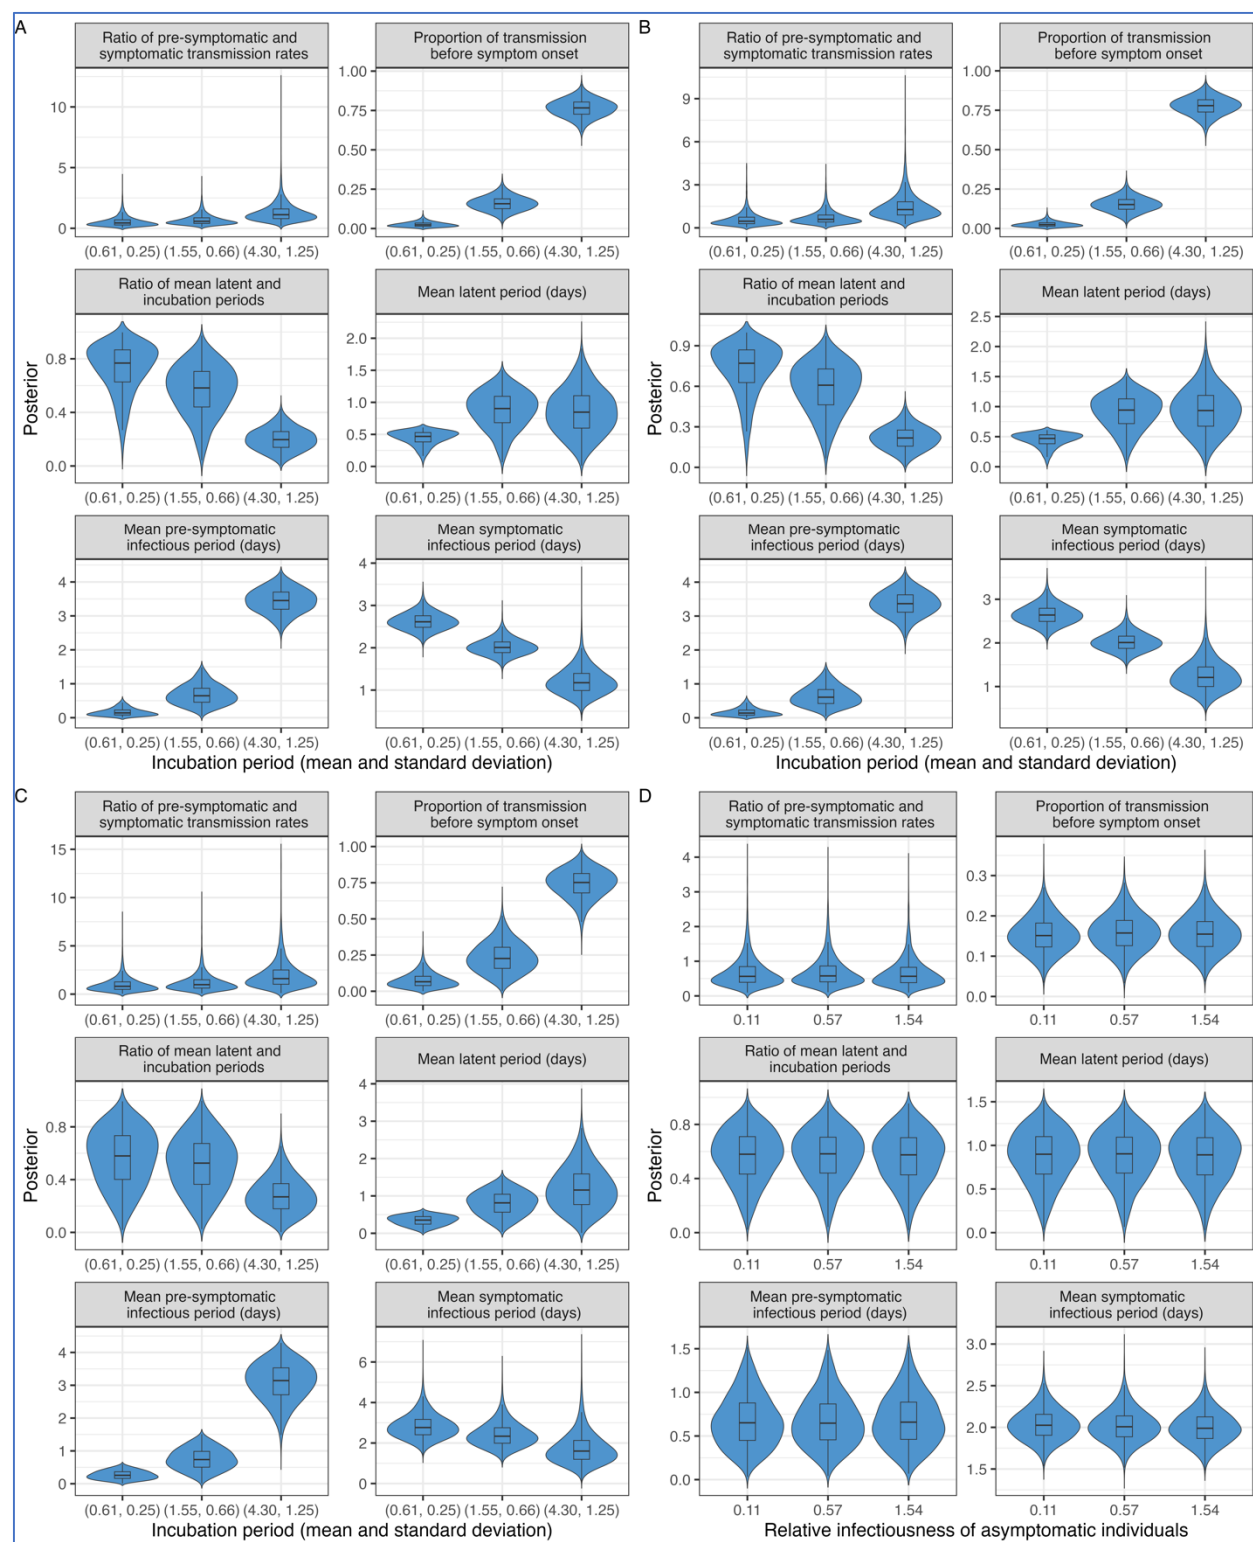 A
Ratio of pre-symptomatic and
symptomatic transmission rates
10
5
0
(0.61, 0.25) (1.55, 0.66) (4.30, 1.25)
Proportion of transmission
before symptom onset
1.00
0.75
0.50
0.25
0.00
(0.61, 0.25) (1.55, 0.66) (4.30, 1.25)
Ratio of mean latent and
incubation periods
0.8
0.4
0.0
(0.61, 0.25) (1.55, 0.66) (4.30, 1.25)
Mean latent period (days)
2.0
1.5
1.0
0.5
0.0
(0.61, 0.25) (1.55, 0.66) (4.30, 1.25)
Posterior
Mean pre-symptomatic
infectious period (days)
4
3
2
1
0
(0.61, 0.25) (1.55, 0.66) (4.30, 1.25)
Mean symptomatic
infectious period (days)
4
3
2
1
(0.61, 0.25) (1.55, 0.66) (4.30, 1.25)
Incubation period (mean and standard deviation)
B
Ratio of pre-symptomatic and
symptomatic transmission rates
9
6
3
0
(0.61, 0.25) (1.55, 0.66) (4.30, 1.25)
Proportion of transmission
before symptom onset
1.00
0.75
0.50
0.25
0.00
(0.61, 0.25) (1.55, 0.66) (4.30, 1.25)
Ratio of mean latent and
incubation periods
0.9
0.6
0.3
0.0
(0.61, 0.25) (1.55, 0.66) (4.30, 1.25)
Mean latent period (days)
2.5
2.0
1.5
1.0
0.5
0.0
(0.61, 0.25) (1.55, 0.66) (4.30, 1.25)
Posterior
Mean pre-symptomatic
infectious period (days)
4
3
2
1
0
(0.61, 0.25) (1.55, 0.66) (4.30, 1.25)
Mean symptomatic
infectious period (days)
3
2
1
(0.61, 0.25) (1.55, 0.66) (4.30, 1.25)
Incubation period (mean and standard deviation)
C
Ratio of pre-symptomatic and
symptomatic transmission rates
15
10
5
0
(0.61, 0.25) (1.55, 0.66) (4.30, 1.25)
Proportion of transmission
before symptom onset
1.00
0.75
0.50
0.25
0.00
(0.61, 0.25) (1.55, 0.66) (4.30, 1.25)
Ratio of mean latent and
incubation periods
0.8
0.4
0.0
(0.61, 0.25) (1.55, 0.66) (4.30, 1.25)
Mean latent period (days)
4
3
2
1
0
(0.61, 0.25) (1.55, 0.66) (4.30, 1.25)
Posterior
Mean pre-symptomatic
infectious period (days)
4
3
2
1
0
(0.61, 0.25) (1.55, 0.66) (4.30, 1.25)
Mean symptomatic
infectious period (days)
6
4
2
0
(0.61, 0.25) (1.55, 0.66) (4.30, 1.25)
Incubation period (mean and standard deviation)
D
Ratio of pre-symptomatic and
symptomatic transmission rates
4
3
2
1
0
0.11 0.57 1.54
Proportion of transmission
before symptom onset
0.3
0.2
0.1
0.0
0.11 0.57 1.54
Ratio of mean latent and
incubation periods
0.8
0.4
0.0
0.11 0.57 1.54
Mean latent period (days)
1.5
1.0
0.5
0.0
0.11 0.57 1.54
Posterior
Mean pre-symptomatic
infectious period (days)
1.5
1.0
0.5
0.0
0.11 0.57 1.54
Mean symptomatic
infectious period (days)
3.0
2.5
2.0
1.5
0.11 0.57 1.54
Relative infectiousness of asymptomatic individuals